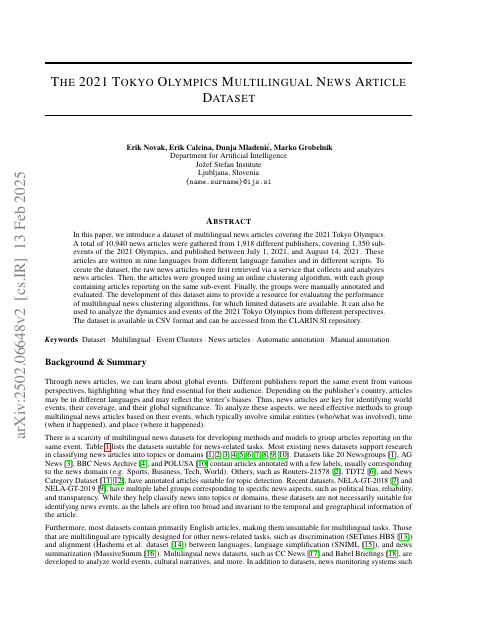 THE 2021 TOKYO OLYMPICS MULTILINGUAL NEWS ARTICLE
DATASET
Erik Novak, Erik Calcina, Dunja Mladenić, Marko Grobelnik
Department for Artificial Intelligence
Jožef Stefan Institute
Ljubljana, Slovenia
{name.surname}@ijs.si
ABSTRACT
In this paper, we introduce a dataset of multilingual news articles covering the 2021 Tokyo Olympics.
A total of 10,940 news articles were gathered from 1,918 different publishers, covering 1,350 sub-
events of the 2021 Olympics, and published between July 1, 2021, and August 14, 2021. These
articles are written in nine languages from different language families and in different scripts. To
create the dataset, the raw news articles were first retrieved via a service that collects and analyzes
news articles. Then, the articles were grouped using an online clustering algorithm, with each group
containing articles reporting on the same sub-event. Finally, the groups were manually annotated and
evaluated. The development of this dataset aims to provide a resource for evaluating the performance
of multilingual news clustering algorithms, for which limited datasets are available. It can also be
used to analyze the dynamics and events of the 2021 Tokyo Olympics from different perspectives.
The dataset is available in CSV format and can be accessed from the CLARIN.SI repository.
Keywords Dataset · Multilingual · Event Clusters · News articles · Automatic annotation · Manual annotation
Background & Summary
Through news articles, we can learn about global events. Different publishers report the same event from various
perspectives, highlighting what they find essential for their audience. Depending on the publisher's country, articles
may be in different languages and may reflect the writer's biases. Thus, news articles are key for identifying world
events, their coverage, and their global significance. To analyze these aspects, we need effective methods to group
multilingual news articles based on their events, which typically involve similar entities (who/what was involved), time
(when it happened), and place (where it happened).
There is a scarcity of multilingual news datasets for developing methods and models to group articles reporting on the
same event. Table 1 lists the datasets suitable for news-related tasks. Most existing news datasets support research
in classifying news articles into topics or domains [1, 2, 3, 4, 5, 6, 7, 8, 9, 10]. Datasets like 20 Newsgroups [1], AG
News [3], BBC News Archive [4], and POLUSA [10] contain articles annotated with a few labels, usually corresponding
to the news domain (e.g. Sports, Business, Tech, World). Others, such as Routers-21578 [2], TDT2 [6], and News
Category Dataset [11, 12], have annotated articles suitable for topic detection. Recent datasets, NELA-GT-2018 [7] and
NELA-GT-2019 [9], have multiple label groups corresponding to specific news aspects, such as political bias, reliability,
and transparency. While they help classify news into topics or domains, these datasets are not necessarily suitable for
identifying news events, as the labels are often too broad and invariant to the temporal and geographical information of
the article.
Furthermore, most datasets contain primarily English articles, making them unsuitable for multilingual tasks. Those
that are multilingual are typically designed for other news-related tasks, such as discrimination (SETimes.HBS [13])
and alignment (Hashemi et al. dataset [14]) between languages, language simplification (SNIML [15]), and news
summarization (MassiveSumm [16]). Multilingual news datasets, such as CC News [17] and Babel Briefings [18], are
developed to analyze world events, cultural narratives, and more. In addition to datasets, news monitoring systems such
arXiv:2502.06648v2 [cs.IR] 13 Feb 2025